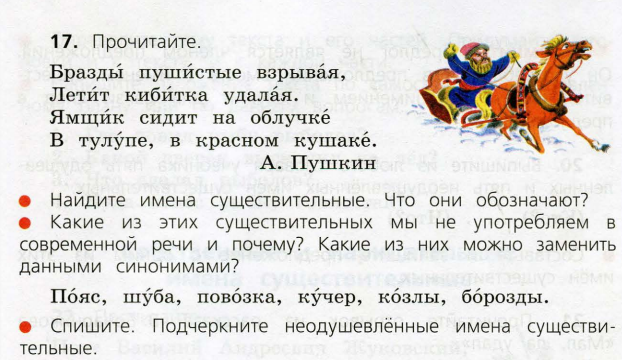 17. Прочитайте.
Бразды́ пуши́стые взрыва́я,
Лети́т киби́тка удала́я.
Ямщи́к сидит на облучке́
В тулу́пе, в красном кушаке́.
А. Пушкин
Найдите имена существительные. Что они обозначают?
Какие из этих существительных мы не употребляем в
современной речи и почему? Какие из них можно заменить
данными синонимами?
По́яс, шу́ба, пово́зка, ку́чер, ко́злы, бо́розды.
Спишите. Подчеркните неодушевлённые имена существи-
тельные.